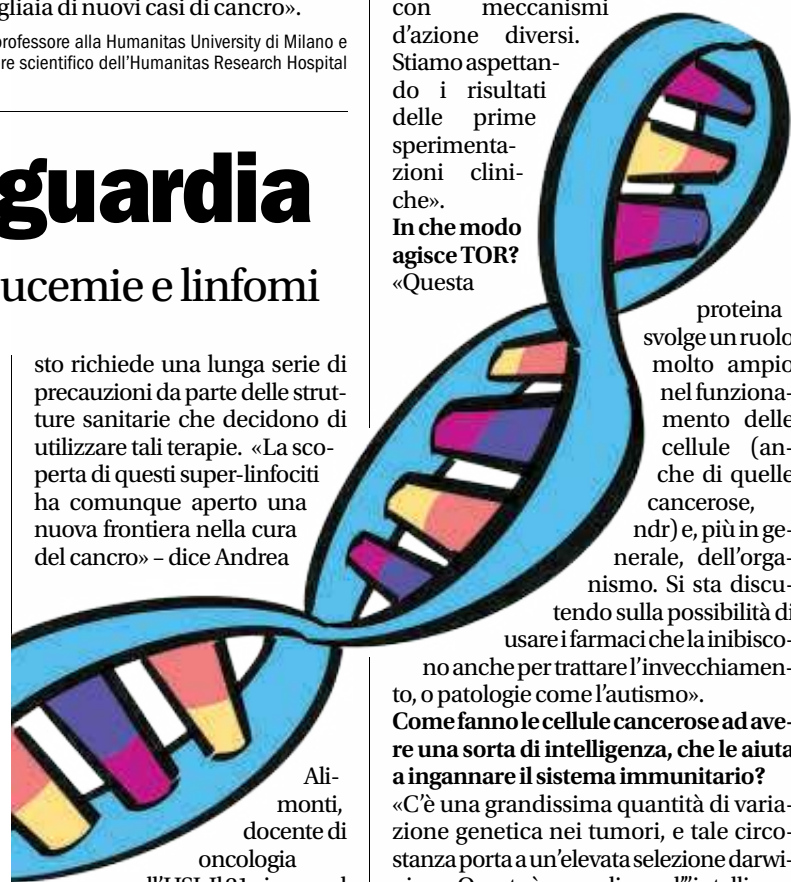 gliaia di nuovi casi di cancro».
professore alla Humanitas University di Milano e
re scientifico dell'Humanitas Research Hospital
guardia
ucemie e linfomi
sto richiede una lunga serie di
precauzioni da parte delle strut-
ture sanitarie che decidono di
utilizzare tali terapie. «La sco-
perta di questi super-linfociti
ha comunque aperto una
nuova frontiera nella cura
del cancro» – dice Andrea
Ali-
monti,
docente di
oncologia
con meccanismi
d'azione diversi.
Stiamo aspettan-
do i risultati
delle prime
sperimenta-
zioni clini-
che».
In che modo
agisce TOR?
«Questa
proteina
svolge un ruolo
molto ampio
nel funziona-
mento delle
cellule (an-
che di quelle
cancerose,
ndr) e, più in ge-
nerale, dell'orga-
nismo. Si sta discu-
tendo sulla possibilità di
usare i farmaci che la inibisco-
no anche per trattare l'invecchiamen-
to, o patologie come l'autismo».
Come fanno le cellule cancerose ad ave-
re una sorta di intelligenza, che le aiuta
a ingannare il sistema immunitario?
«C'è una grandissima quantità di varia-
zione genetica nei tumori, e tale circo-
stanza porta a un'elevata selezione darwi-